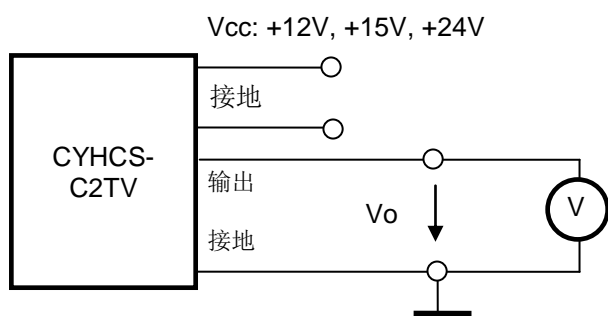 Vcc: +12V, +15V, +24V
接地
CYHCS-
C2TV
输出
Vo
V
接地